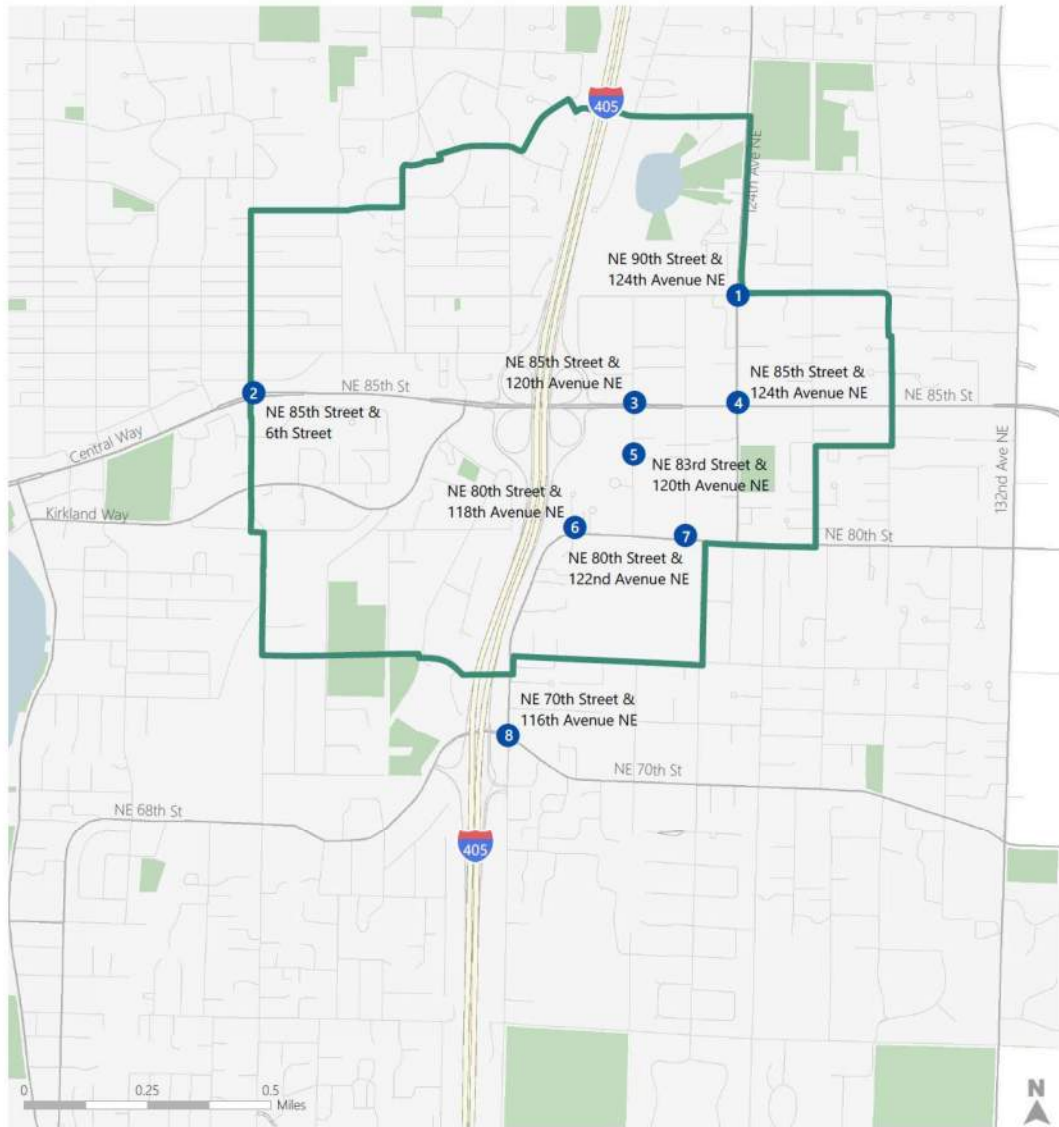 405
124th Ave NE
NE 90th Street &
124th Avenue NE
1
NE 85th Street &
120th Avenue NE
NE 85th Street &
124th Avenue NE
NE 85th St
2
3
4
NE 85th St
NE 85th Street &
6th Street
Central Way
5
NE 83rd Street &
120th Avenue NE
NE 80th Street &
118th Avenue NE
132nd Ave NE
Kirkland Way
6
7
NE 80th St
NE 80th Street &
122nd Avenue NE
NE 70th Street &
116th Avenue NE
8
NE 70th St
NE 68th St
405
0
0.25
0.5
Miles
N